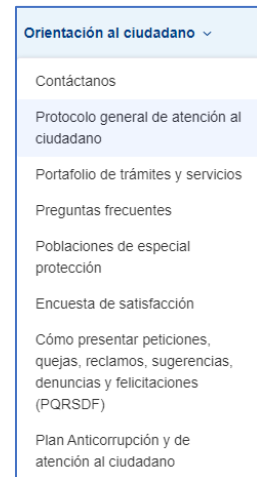 Orientación al ciudadano
Contáctanos
Protocolo general de atención al
ciudadano
Portafolio de trámites y servicios
Preguntas frecuentes
Poblaciones de especial
protección
Encuesta de satisfacción
Cómo presentar peticiones,
quejas, reclamos, sugerencias,
denuncias y felicitaciones
(PQRSDF)
Plan Anticorrupción y de
atención al ciudadano